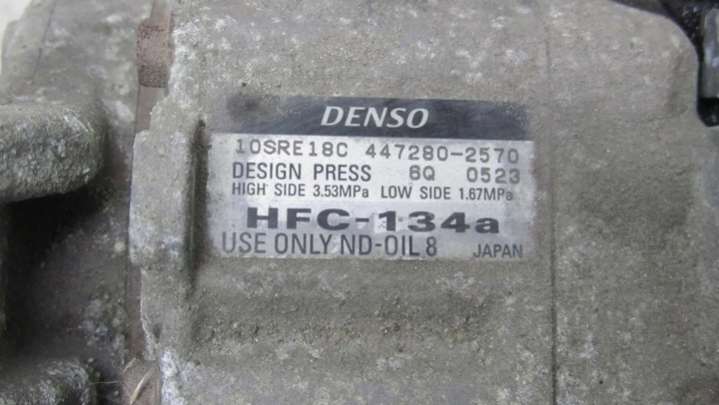 DENSO
10SRE18C 447280-2570
DESIGN PRESS 8Q 0523
HIGH SIDE 3.53MPa LOW SIDE 1.67MPa
HFC-134a
USE ONLY ND-OIL 8 JAPAN